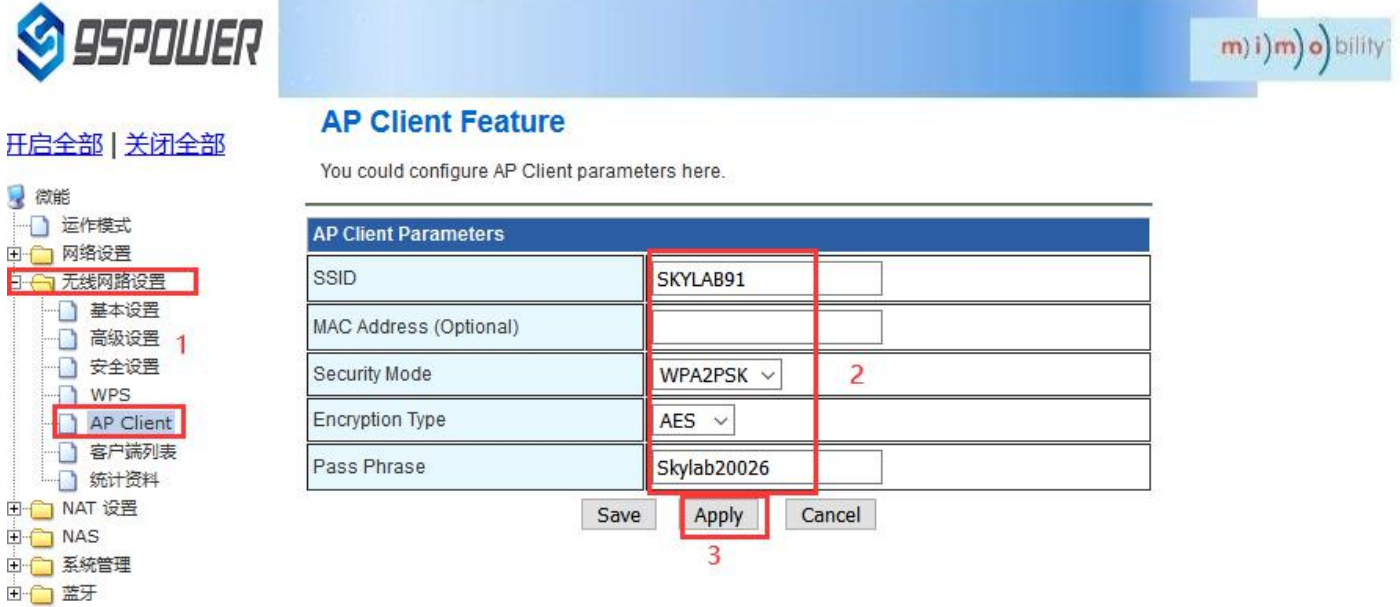 95POWER
m)i)m)o)bility
开启全部 | 关闭全部
微能
运作模式
网络设置
无线网路设置
基本设置
高级设置
1
安全设置
WPS
AP Client
客户端列表
统计资料
NAT 设置
NAS
系統管理
蓝牙
AP Client Feature
You could configure AP Client parameters here.
AP Client Parameters
SSID SKYLAB91
MAC Address (Optional)
Security Mode WPA2PSK 2
Encryption Type AES
Pass Phrase Skylab20026
Save Apply Cancel
3